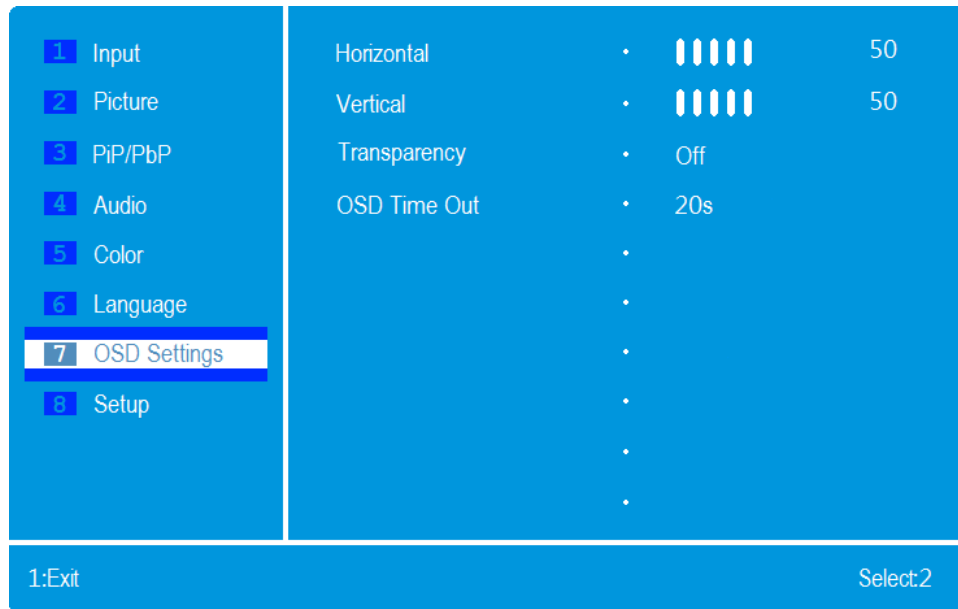 1 Input
2 Picture
3 PiP/PbP
4 Audio
5 Color
6 Language
7 OSD Settings
8 Setup
Horizontal · 50
Vertical · 50
Transparency · Off
OSD Time Out · 20s
1:Exit
Select:2